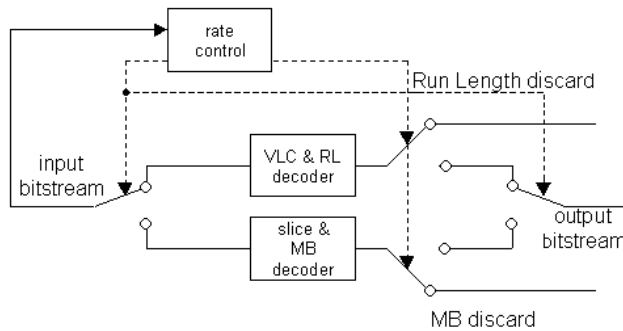 rate
control
Run Length discard
input
bitstream
VLC & RL
decoder
slice &
MB
decoder
output
bitstream
MB discard